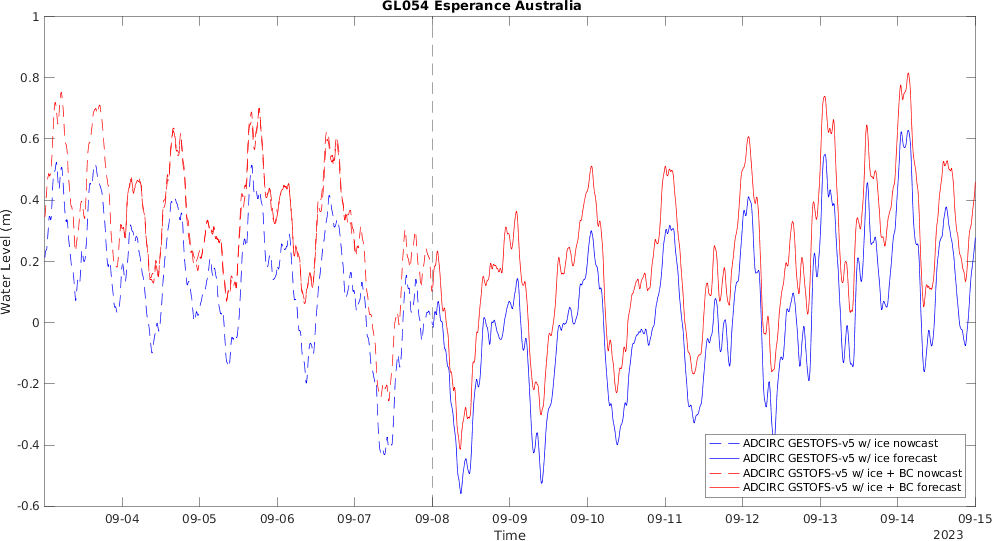 GL054 Esperance Australia
1
0.8
0.6
0.4
0.2
0
-0.2
-0.4
-0.6
Water Level (m)
ADCIRC GESTOFS-v5 w/ ice nowcast
ADCIRC GESTOFS-v5 w/ ice forecast
ADCIRC GSTOFS-v5 w/ ice + BC nowcast
ADCIRC GSTOFS-v5 w/ ice + BC forecast
09-04 09-05 09-06 09-07 09-08 09-09 09-10 09-11 09-12 09-13 09-14 09-15
Time
2023